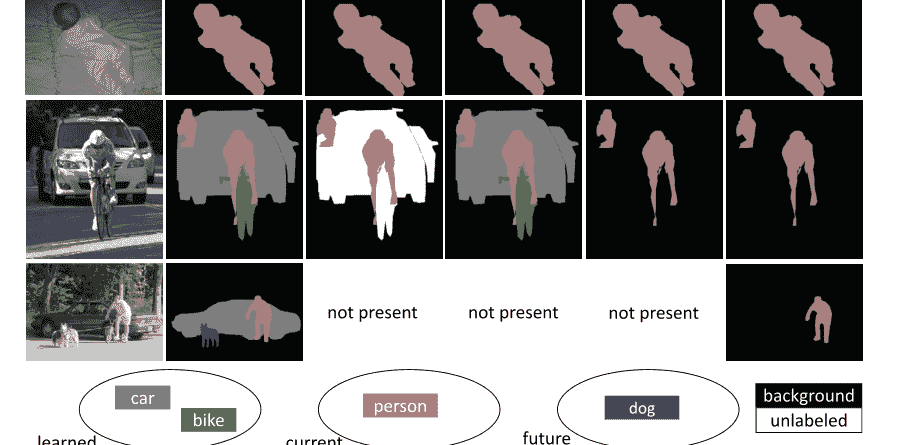 not present not present not present
car
bike
person
dog
background
unlabeled
learned
current
future